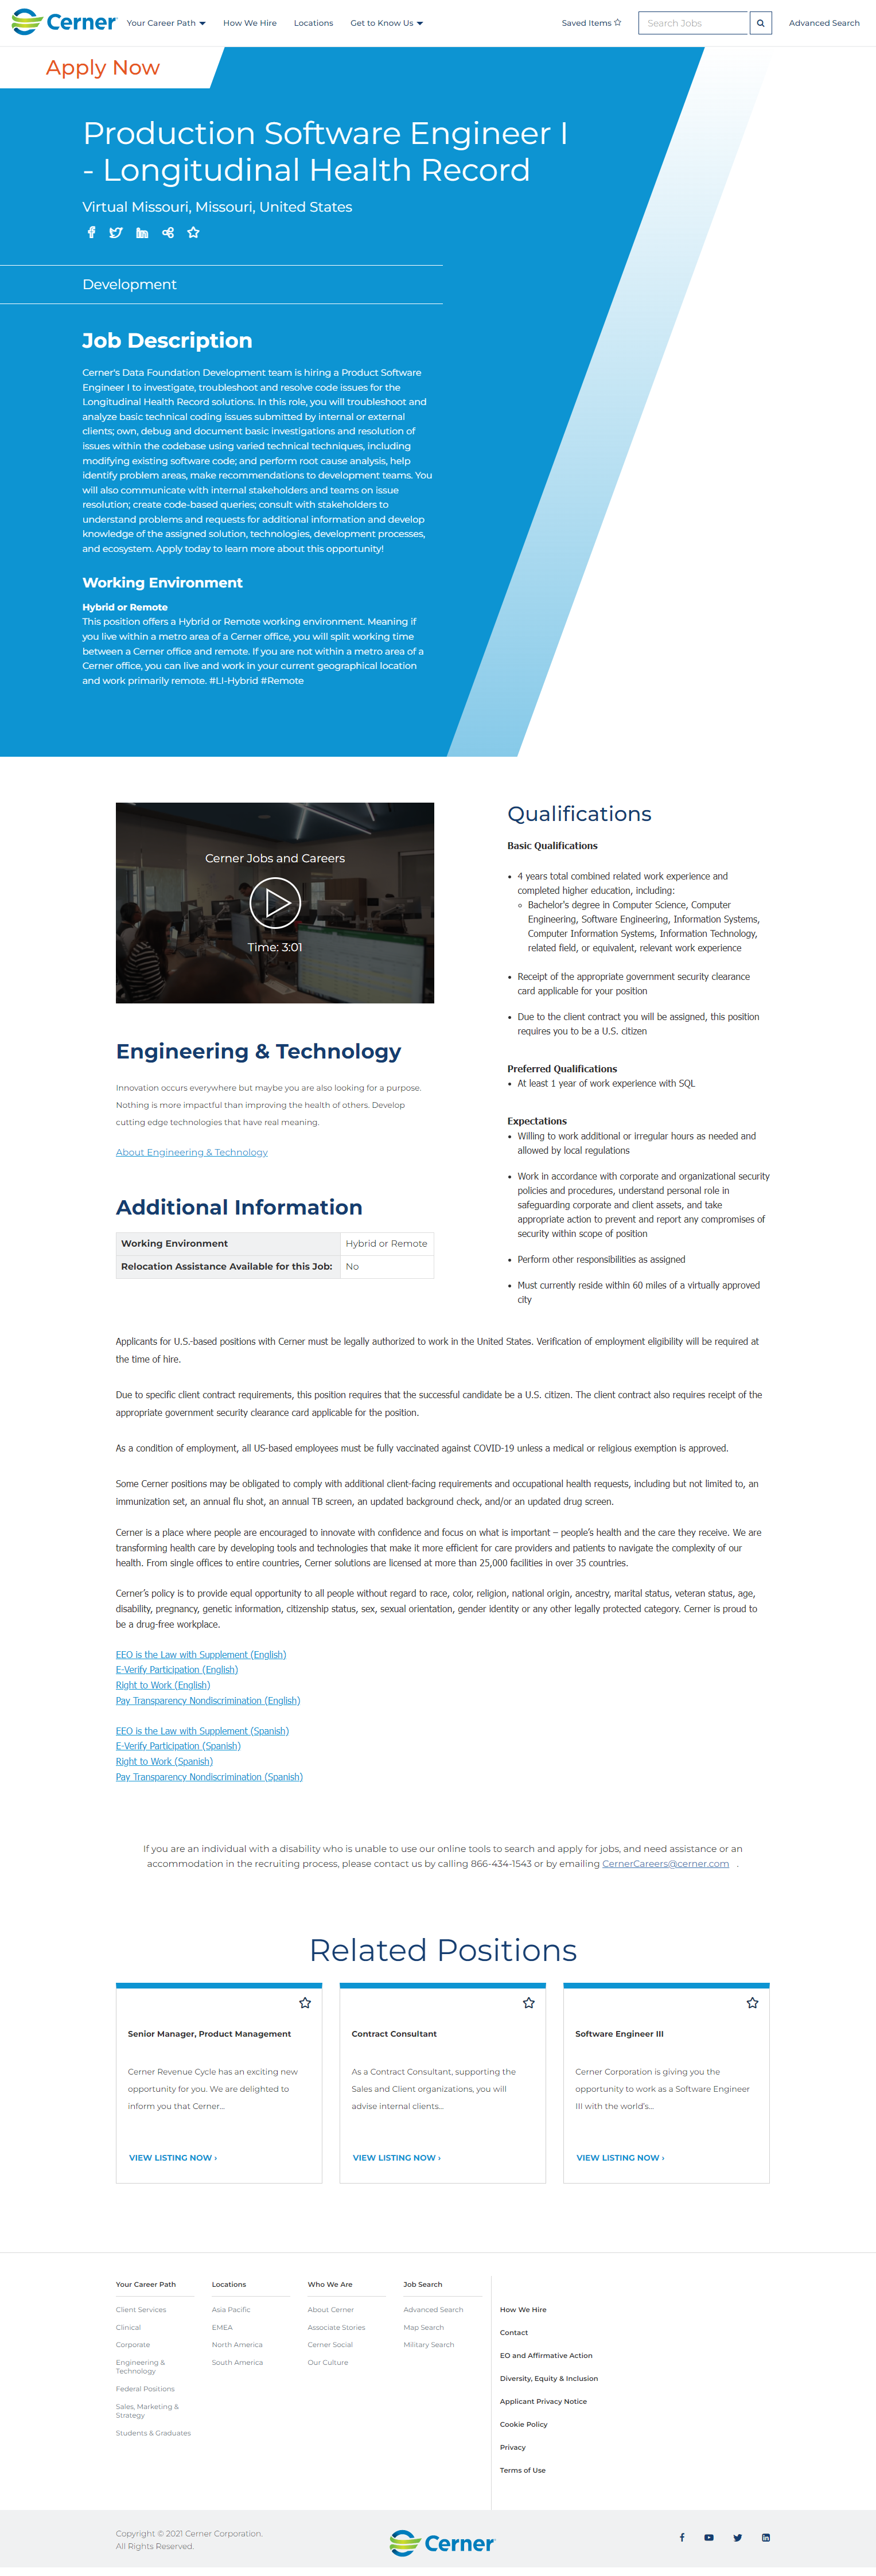 Cerner
Your Career Path
How We Hire
Locations
Get to Know Us
Saved Items
Search Jobs
Advanced Search
Apply Now
Production Software Engineer I
- Longitudinal Health Record
Virtual Missouri, Missouri, United States
Development
Job Description
Cerner's Data Foundation Development team is hiring a Product Software
Engineer I to investigate, troubleshoot and resolve code issues for the
Longitudinal Health Record solutions. In this role, you will troubleshoot and
analyze basic technical coding issues submitted by internal or external
clients; own, debug and document basic investigations and resolution of
issues within the codebase using varied technical techniques, including
modifying existing software code; and perform root cause analysis, help
identify problem areas, make recommendations to development teams. You
will also communicate with internal stakeholders and teams on issue
resolution; create code-based queries; consult with stakeholders to
understand problems and requests for additional information and develop
knowledge of the assigned solution, technologies, development processes,
and ecosystem. Apply today to learn more about this opportunity!
Working Environment
Hybrid or Remote
This position offers a Hybrid or Remote working environment. Meaning if
you live within a metro area of a Cerner office, you will split working time
between a Cerner office and remote. If you are not within a metro area of a
Cerner office, you can live and work in your current geographical location
and work primarily remote. #LI-Hybrid #Remote
Cerner Jobs and Careers
Time: 3:01
Engineering & Technology
Innovation occurs everywhere but maybe you are also looking for a purpose.
Nothing is more impactful than improving the health of others. Develop
cutting edge technologies that have real meaning.
About Engineering & Technology
Additional Information
Working Environment
Hybrid or Remote
Relocation Assistance Available for this Job:
No
Qualifications
Basic Qualifications
• 4 years total combined related work experience and
completed higher education, including:
○ Bachelor's degree in Computer Science, Computer
Engineering, Software Engineering, Information Systems,
Computer Information Systems, Information Technology,
related field, or equivalent, relevant work experience
• Receipt of the appropriate government security clearance
card applicable for your position
• Due to the client contract you will be assigned, this position
requires you to be a U.S. citizen
Preferred Qualifications
• At least 1 year of work experience with SQL
Expectations
• Willing to work additional or irregular hours as needed and
allowed by local regulations
• Work in accordance with corporate and organizational security
policies and procedures, understand personal role in
safeguarding corporate and client assets, and take
appropriate action to prevent and report any compromises of
security within scope of position
• Perform other responsibilities as assigned
• Must currently reside within 60 miles of a virtually approved
city
Applicants for U.S.-based positions with Cerner must be legally authorized to work in the United States. Verification of employment eligibility will be required at
the time of hire.
Due to specific client contract requirements, this position requires that the successful candidate be a U.S. citizen. The client contract also requires receipt of the
appropriate government security clearance card applicable for the position.
As a condition of employment, all US-based employees must be fully vaccinated against COVID-19 unless a medical or religious exemption is approved.
Some Cerner positions may be obligated to comply with additional client-facing requirements and occupational health requests, including but not limited to, an
immunization set, an annual flu shot, an annual TB screen, an updated background check, and/or an updated drug screen.
Cerner is a place where people are encouraged to innovate with confidence and focus on what is important – people’s health and the care they receive. We are
transforming health care by developing tools and technologies that make it more efficient for care providers and patients to navigate the complexity of our
health. From single offices to entire countries, Cerner solutions are licensed at more than 25,000 facilities in over 35 countries.
Cerner’s policy is to provide equal opportunity to all people without regard to race, color, religion, national origin, ancestry, marital status, veteran status, age,
disability, pregnancy, genetic information, citizenship status, sex, sexual orientation, gender identity or any other legally protected category. Cerner is proud to
be a drug-free workplace.
EEO is the Law with Supplement (English)
E-Verify Participation (English)
Right to Work (English)
Pay Transparency Nondiscrimination (English)
EEO is the Law with Supplement (Spanish)
E-Verify Participation (Spanish)
Right to Work (Spanish)
Pay Transparency Nondiscrimination (Spanish)
If you are an individual with a disability who is unable to use our online tools to search and apply for jobs, and need assistance or an
accommodation in the recruiting process, please contact us by calling 866-434-1543 or by emailing CernerCareers@cerner.com .
Related Positions
Senior Manager, Product Management
Cerner Revenue Cycle has an exciting new
opportunity for you. We are delighted to
inform you that Cerner...
VIEW LISTING NOW ›
Contract Consultant
As a Contract Consultant, supporting the
Sales and Client organizations, you will
advise internal clients...
VIEW LISTING NOW ›
Software Engineer III
Cerner Corporation is giving you the
opportunity to work as a Software Engineer
III with the world’s...
VIEW LISTING NOW ›
Your Career Path
Client Services
Clinical
Corporate
Engineering &
Technology
Federal Positions
Sales, Marketing &
Strategy
Students & Graduates
Locations
Asia Pacific
EMEA
North America
South America
Who We Are
About Cerner
Associate Stories
Cerner Social
Our Culture
Job Search
Advanced Search
Map Search
Military Search
How We Hire
Contact
EO and Affirmative Action
Diversity, Equity & Inclusion
Applicant Privacy Notice
Cookie Policy
Privacy
Terms of Use
Copyright © 2021 Cerner Corporation.
All Rights Reserved.
Cerner